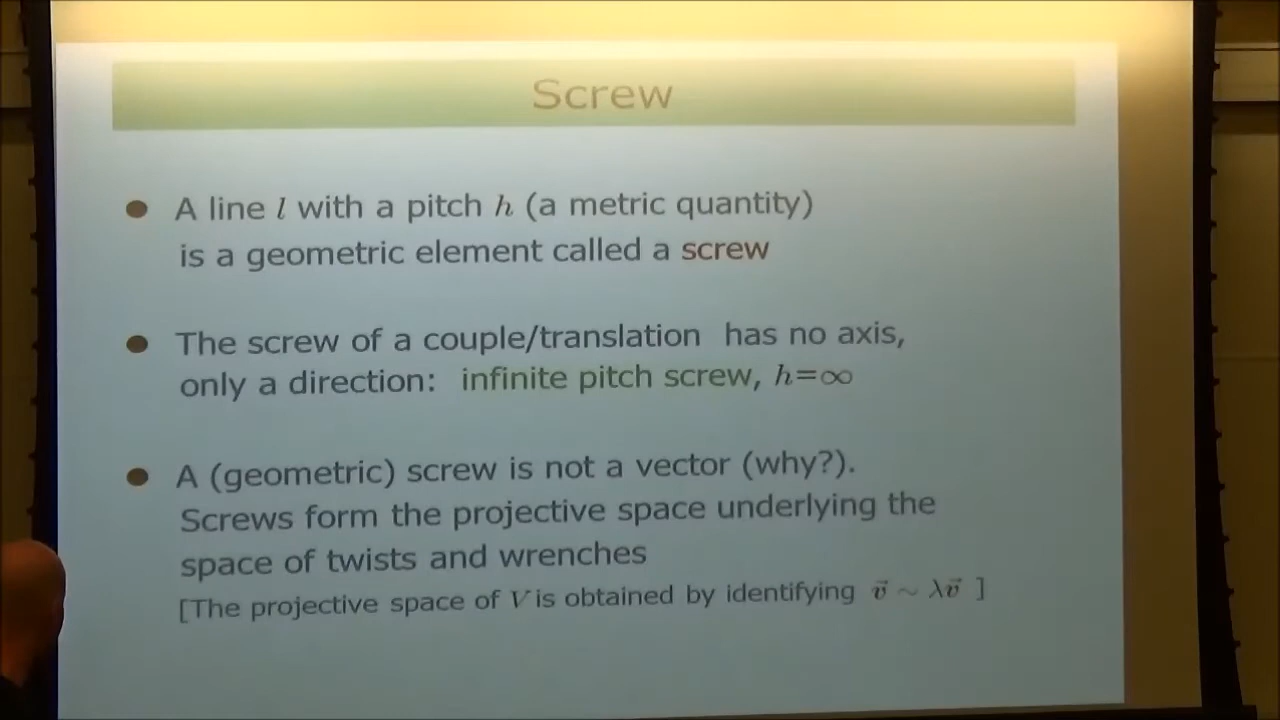 Screw
● A line l with a pitch h (a metric quantity)
is a geometric element called a screw
● The screw of a couple/translation has no axis,
only a direction: infinite pitch screw, h=∞
● A (geometric) screw is not a vector (why?).
Screws form the projective space underlying the
space of twists and wrenches
[The projective space of V is obtained by identifying v⃗ ~ λv⃗ ]